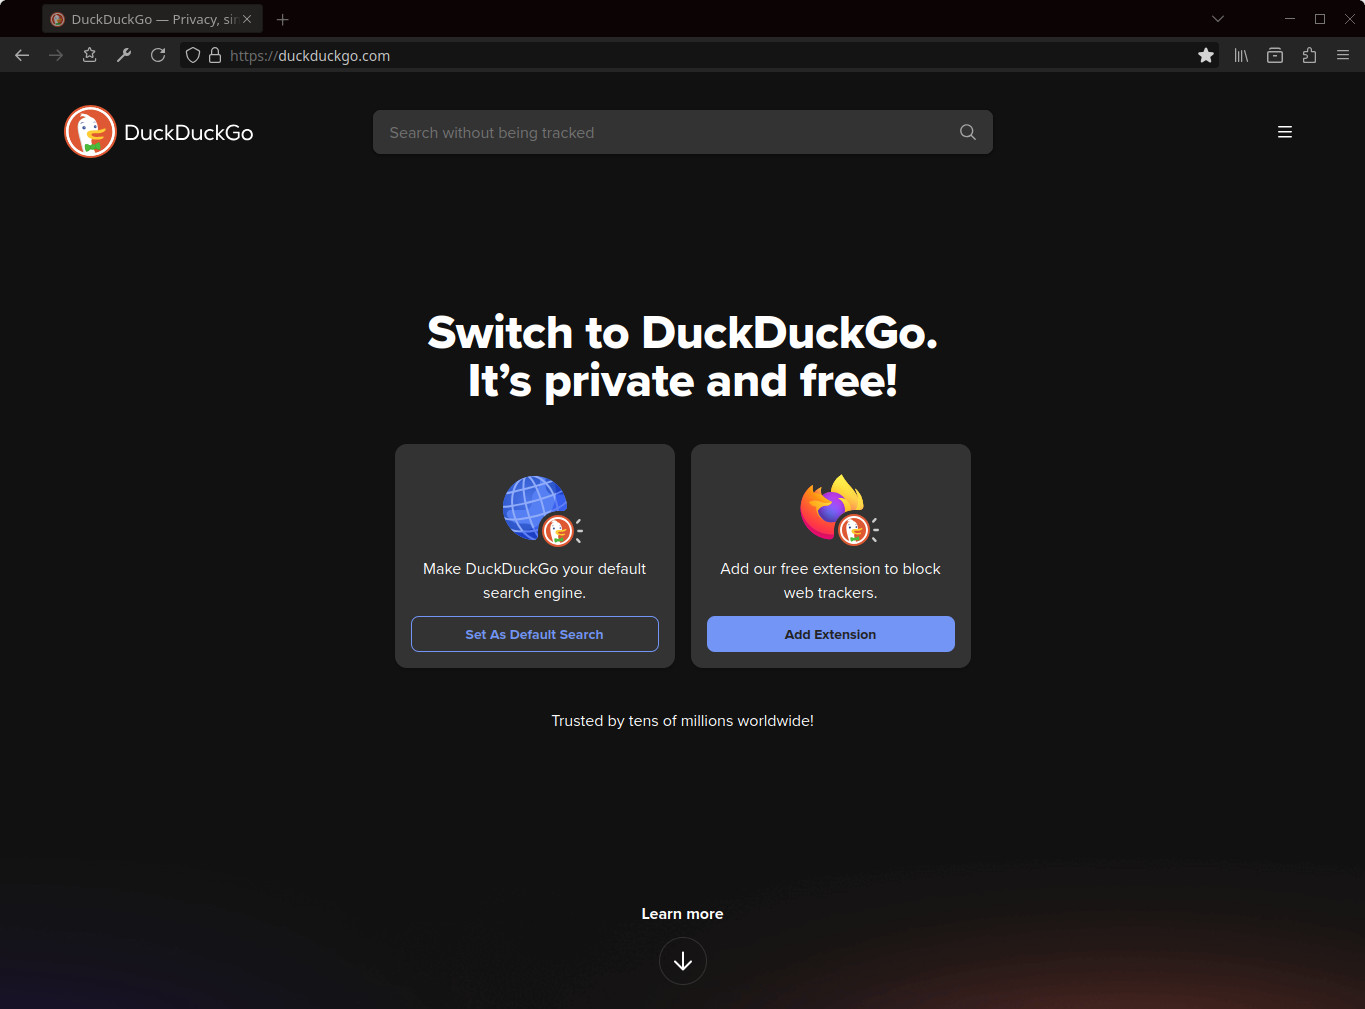 DuckDuckGo — Privacy, sim
https://duckduckgo.com
DuckDuckGo
Search without being tracked
Switch to DuckDuckGo.
It’s private and free!
Make DuckDuckGo your default
search engine.
Set As Default Search
Add our free extension to block
web trackers.
Add Extension
Trusted by tens of millions worldwide!
Learn more